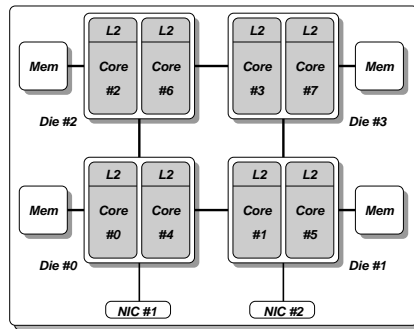 L2 L2 L2 L2
Mem Core Core Core Core Mem
#2 #6 #3 #7
Die #2 Die #3
L2 L2 L2 L2
Mem Core Core Core Core Mem
#0 #4 #1 #5
Die #0 Die #1
NIC #1 NIC #2